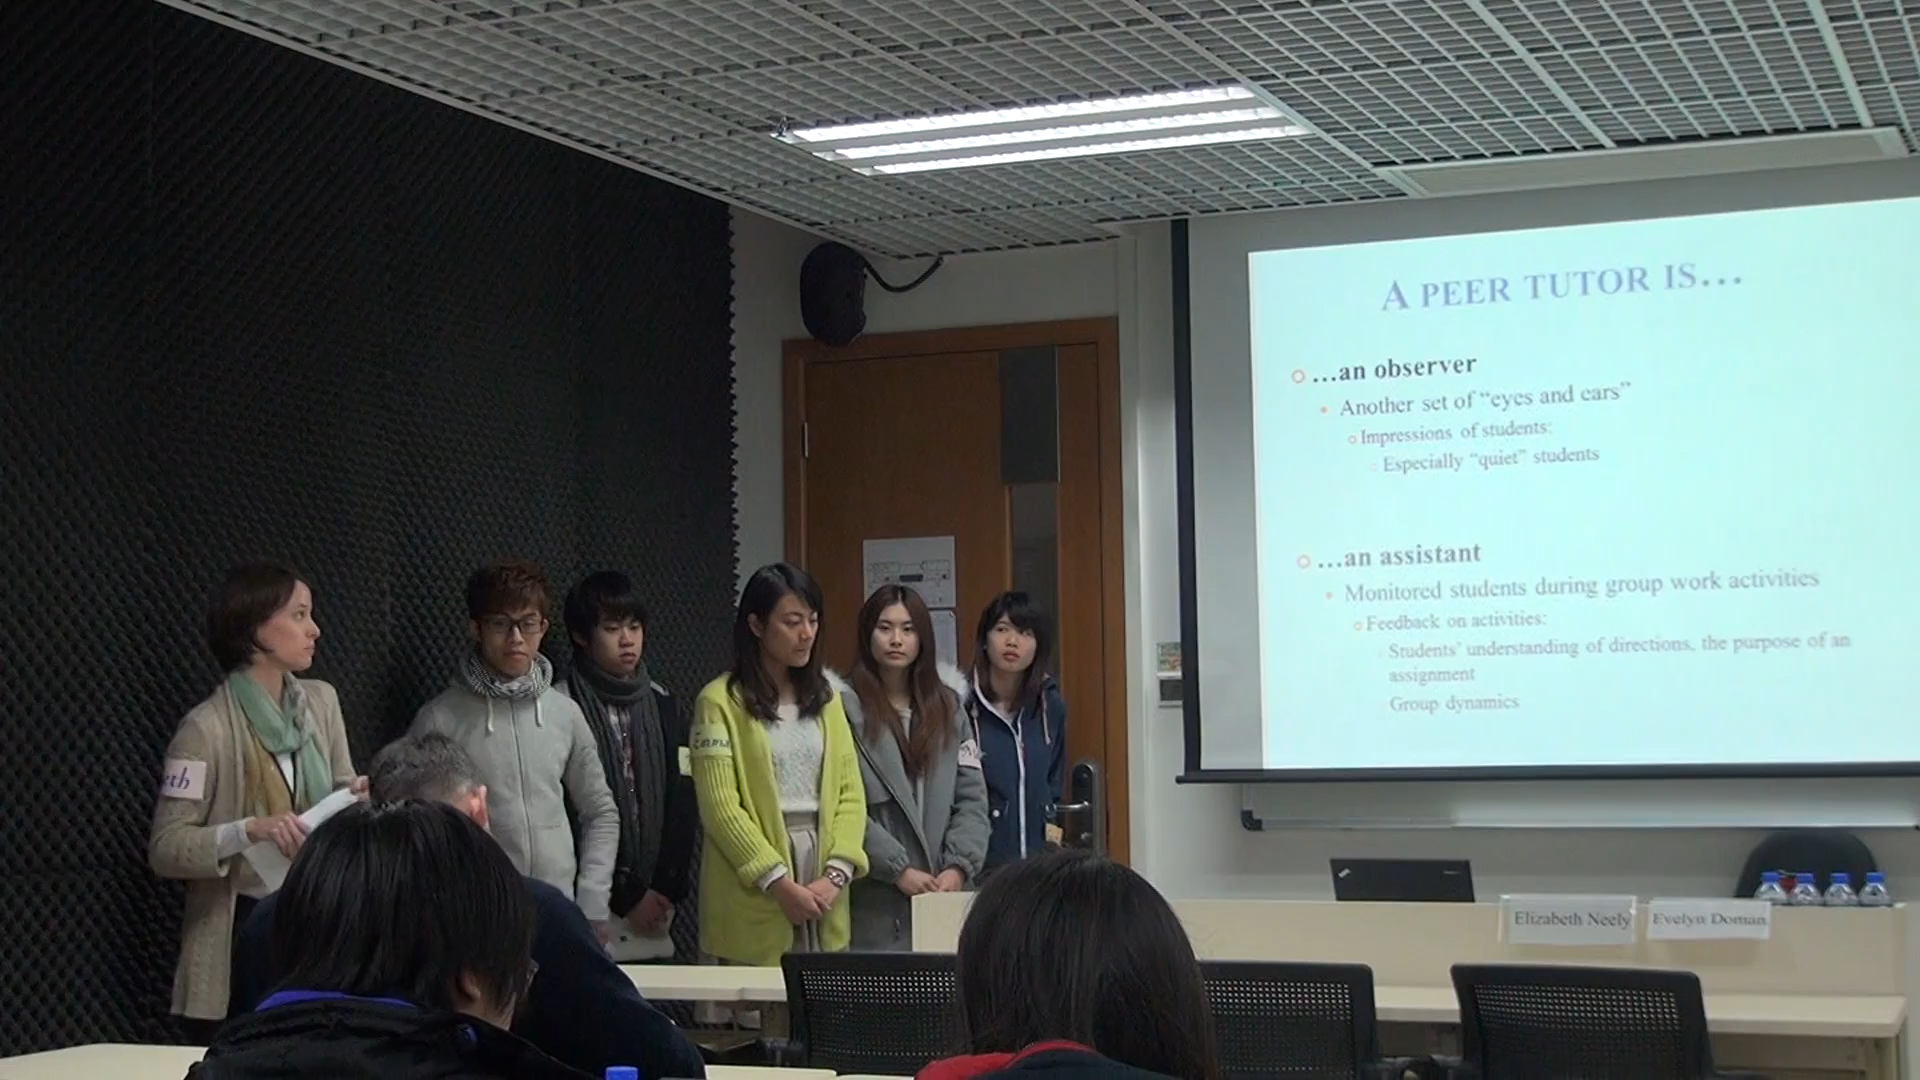 A PEER TUTOR IS...
...an observer
Another set of "eyes and ears"
Impressions of students:
Especially "quiet" students
...an assistant
Monitored students during group work activities
Feedback on activities:
Students' understanding of directions, the purpose of an
assignment
Group dynamics
Elizabeth Neely
Evelyn Doman
eth
Emma